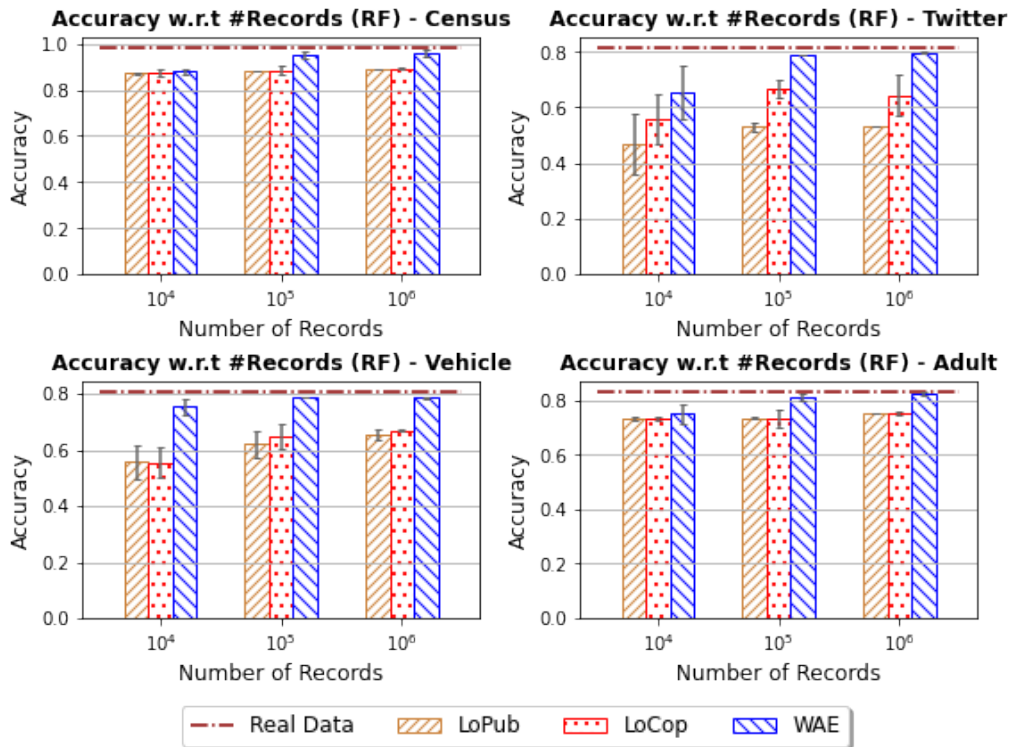 Accuracy w.r.t #Records (RF) - Census
Accuracy
1.0
0.8
0.6
0.4
0.2
0.0
10⁴ 10⁵ 10⁶
Number of Records
Accuracy w.r.t #Records (RF) - Twitter
Accuracy
0.8
0.6
0.4
0.2
0.0
10⁴ 10⁵ 10⁶
Number of Records
Accuracy w.r.t #Records (RF) - Vehicle
Accuracy
0.8
0.6
0.4
0.2
0.0
10⁴ 10⁵ 10⁶
Number of Records
Accuracy w.r.t #Records (RF) - Adult
Accuracy
0.8
0.6
0.4
0.2
0.0
10⁴ 10⁵ 10⁶
Number of Records
Real Data LoPub LoCop WAE